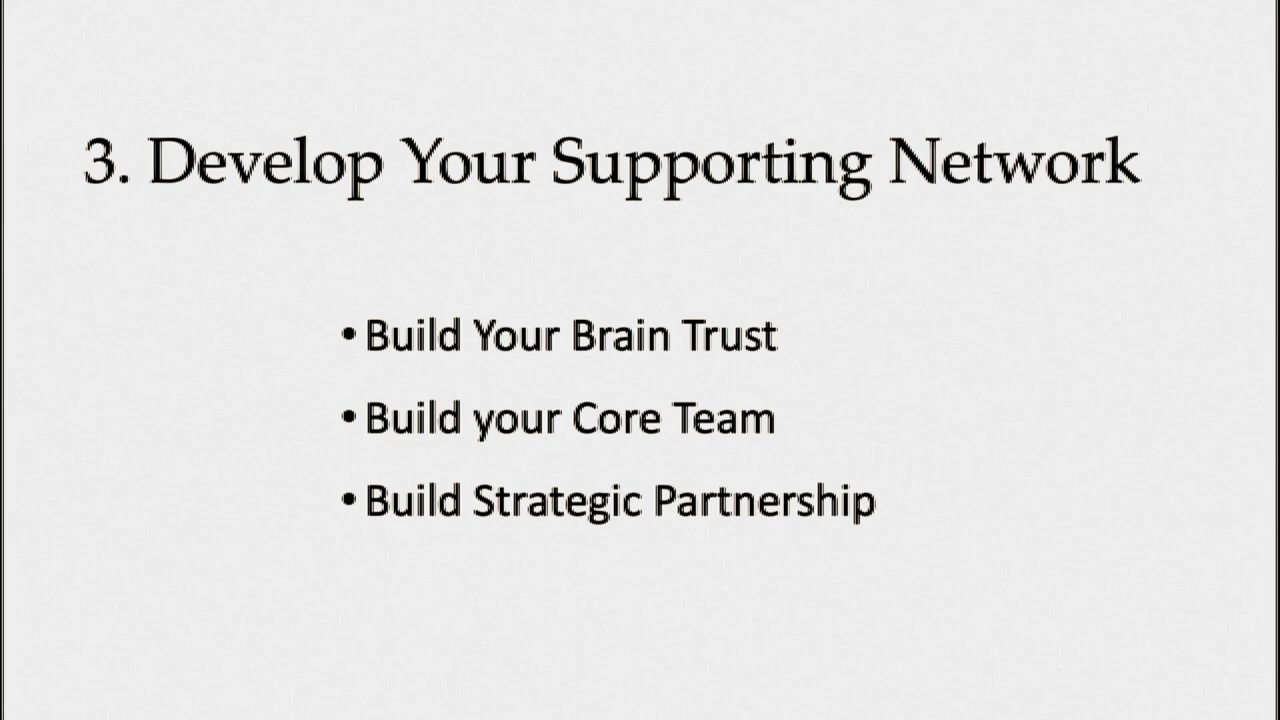 3. Develop Your Supporting Network
• Build Your Brain Trust
• Build your Core Team
• Build Strategic Partnership